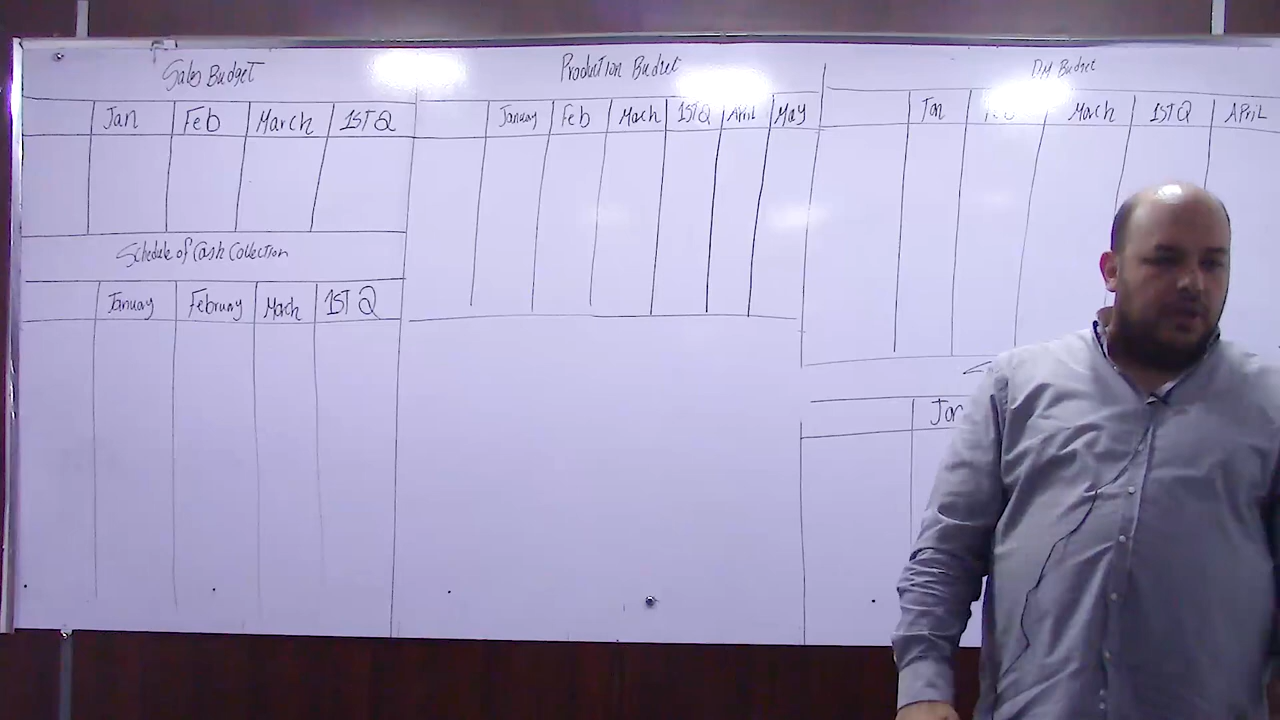 Sales Budget
Jan Feb March 1ST Q
Schedule of Cash Collection
January February March 1ST Q
Production Budget
January Feb March 1ST Q April May
DM Budget
Jan March 1ST Q APriL
Jan